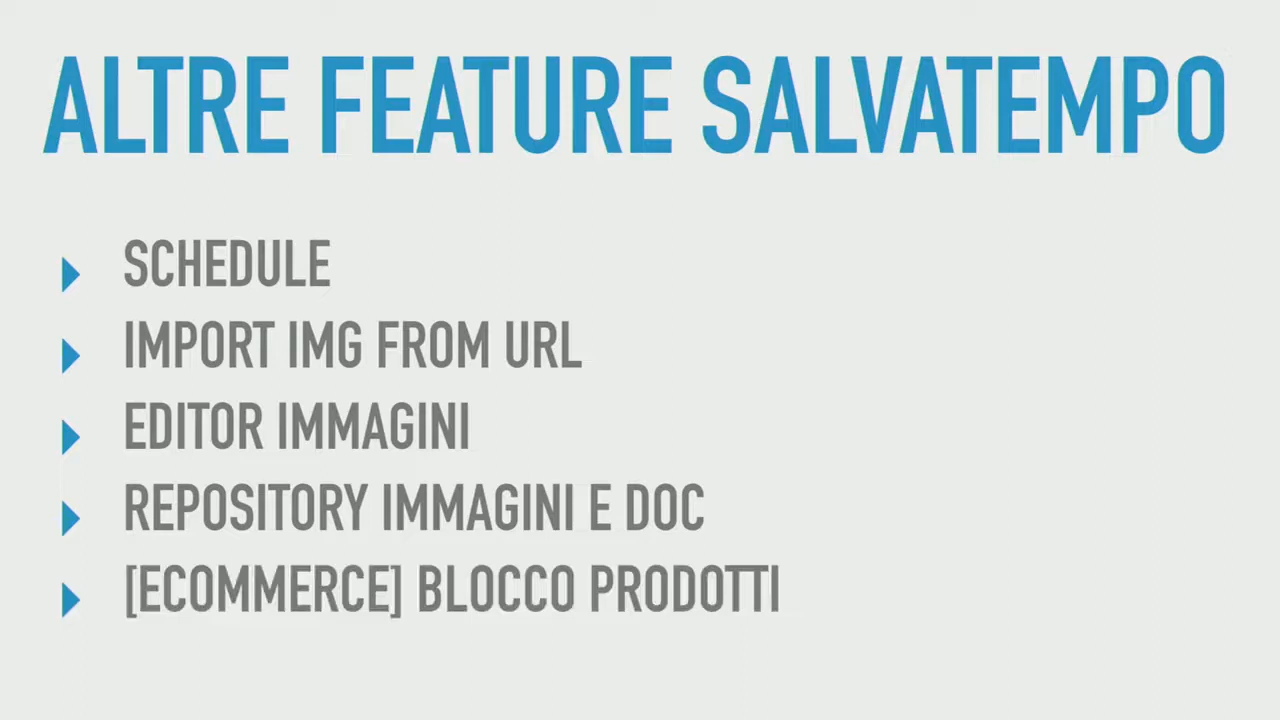 ALTRE FEATURE SALVATEMPO
SCHEDULE
IMPORT IMG FROM URL
EDITOR IMMAGINI
REPOSITORY IMMAGINI E DOC
[ECOMMERCE] BLOCCO PRODOTTI